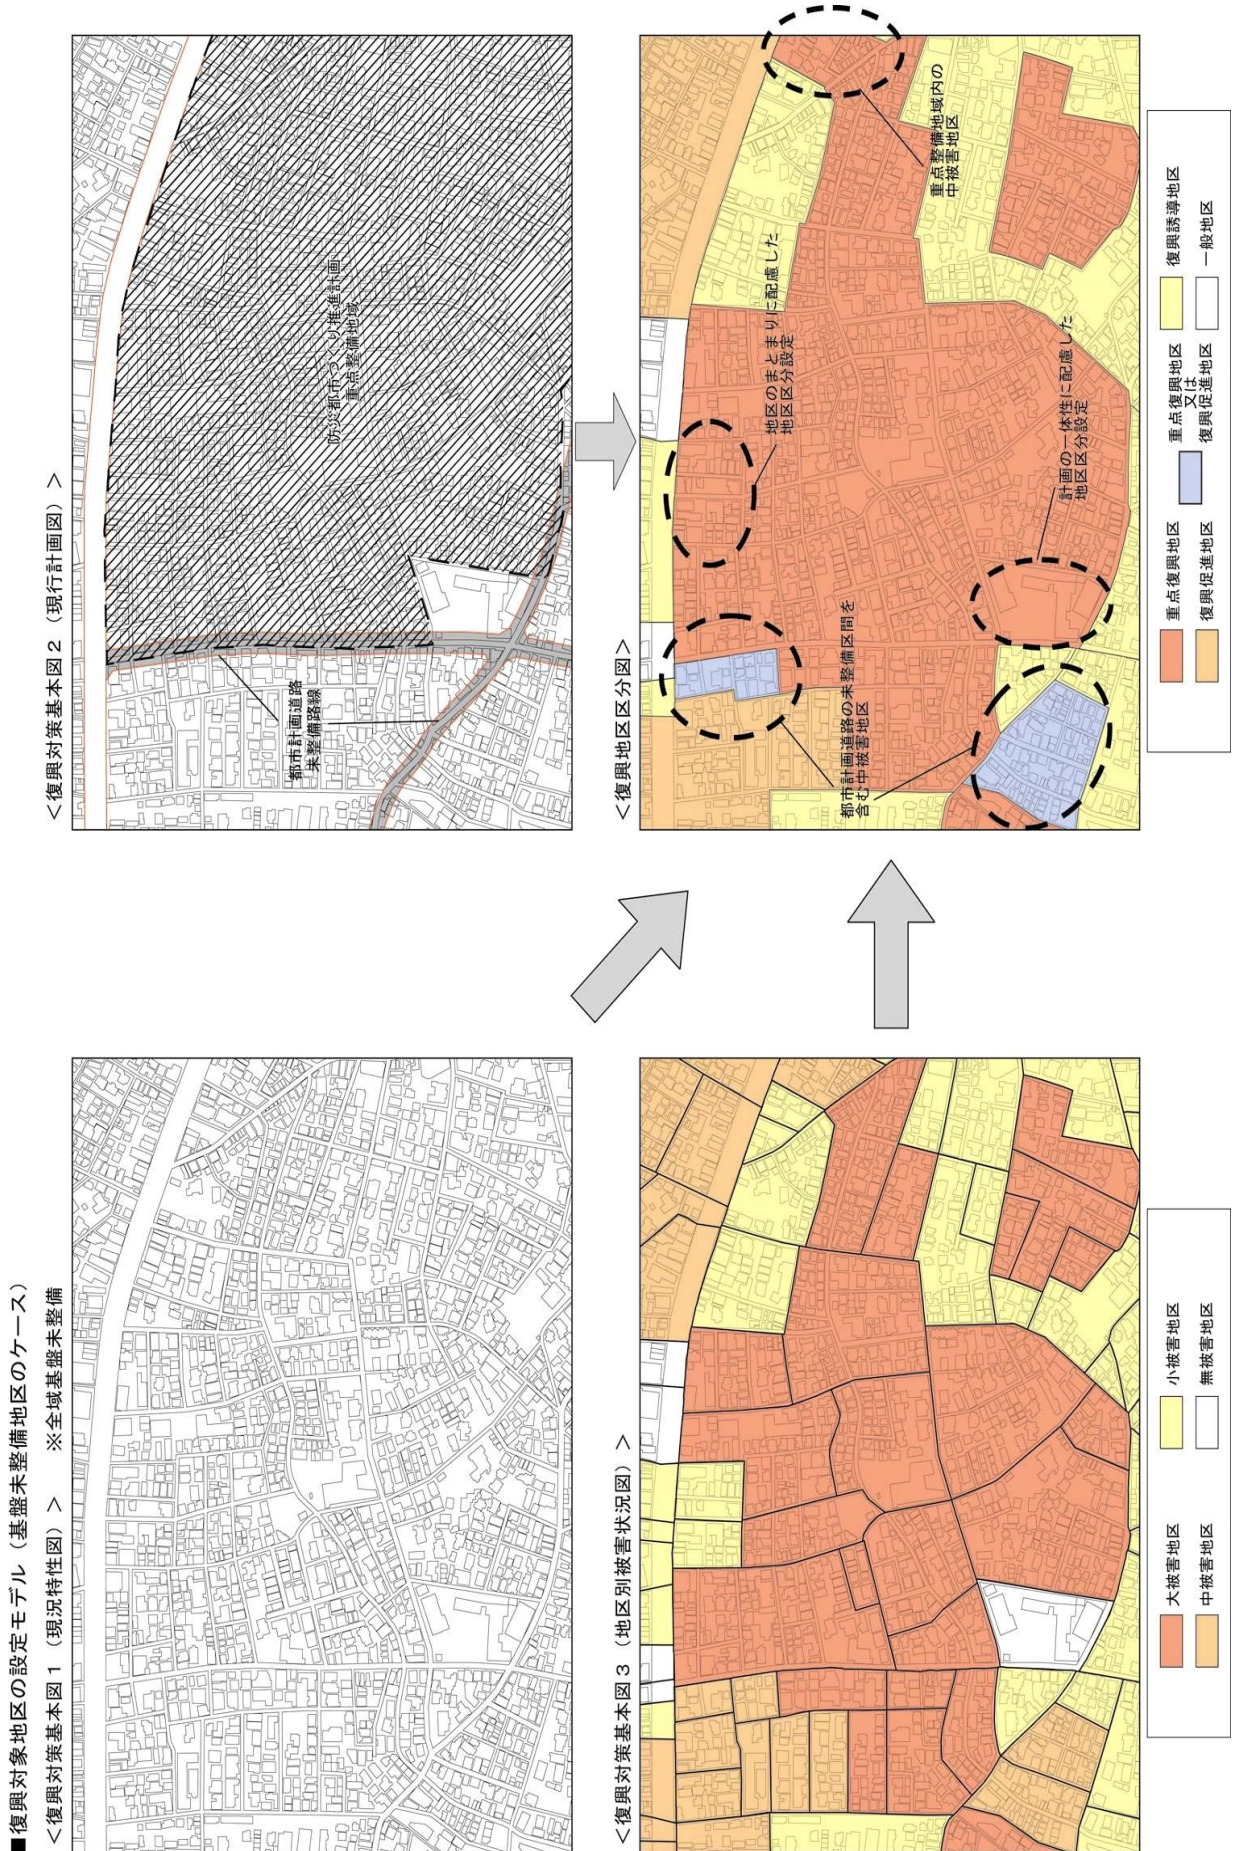 ■復興対象地区の設定モデル（基盤未整備地区のケース）
＜復興対策基本図１（現況特性図）＞　※全域基盤未整備
＜復興対策基本図２（現行計画図）＞
都市計画道路
未整備路線
防災都市づくり推進計画
重点整備地域
＜復興対策基本図３（地区別被害状況図）＞
大被害地区
小被害地区
中被害地区
無被害地区
＜復興地区区分図＞
都市計画道路の未整備区間を
含む中被害地区
地区のまとまりに配慮した
地区区分設定
計画の一体性に配慮した
地区区分設定
重点整備地域内の
中被害地区
重点復興地区
重点復興地区
又は
復興促進地区
復興誘導地区
復興促進地区
一般地区